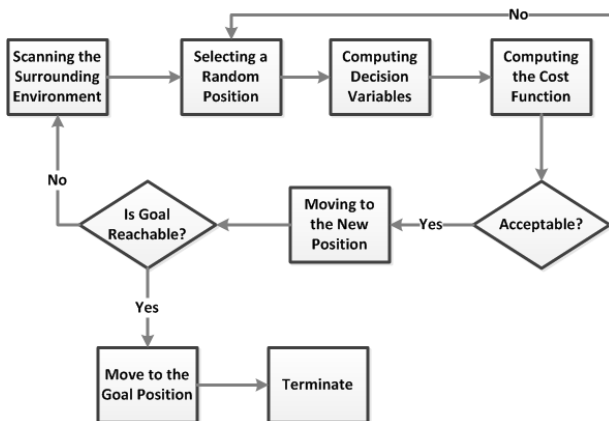 No
Scanning the
Surrounding
Environment
Selecting a
Random
Position
Computing
Decision
Variables
Computing
the Cost
Function
No
Is Goal
Reachable?
Moving to
the New
Position
Yes
Acceptable?
Yes
Move to the
Goal Position
Terminate